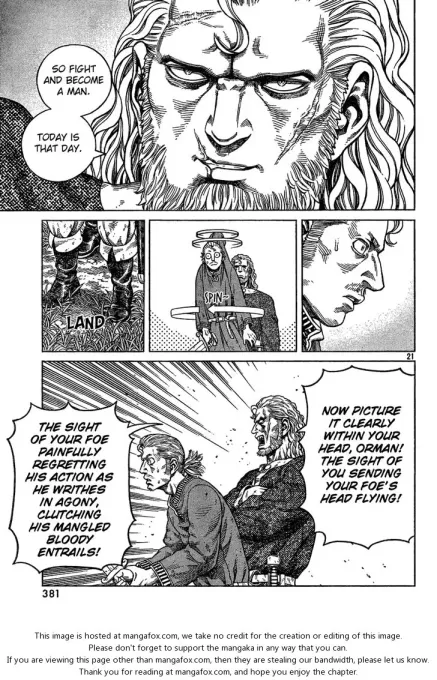 SO FIGHT
AND BECOME
A MAN.
TODAY IS
THAT DAY.
LAND
SPIN~
21
NOW PICTURE
IT CLEARLY
WITHIN YOUR
HEAD, ORMAN!
THE SIGHT OF
YOU SENDING
YOUR FOE'S
HEAD FLYING!
THE SIGHT
OF YOUR FOE
PAINFULLY
REGRETTING
HIS ACTION AS
HE WRITHES
IN AGONY,
CLUTCHING
HIS MANGLED
BLOODY
ENTRAILS!
381
This image is hosted at mangafox.com, we take no credit for the creation or editing of this image.
Please don't forget to support the mangaka in any way that you can.
If you are viewing this page other than mangafox.com, then they are stealing our bandwidth, please let us know.
Thank you for reading at mangafox.com, and hope you enjoy the chapter.